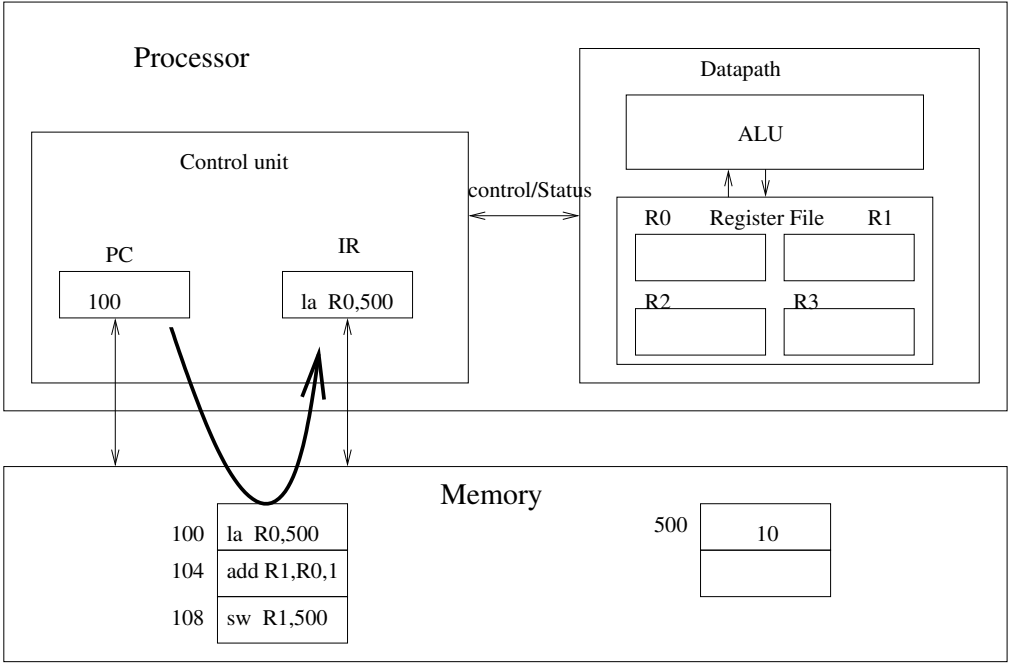 Processor
Datapath
ALU
Control unit
control/Status
R0 Register File R1
PC
IR
100
la R0,500
R2 R3
Memory
100 la R0,500
104 add R1,R0,1
108 sw R1,500
500 10